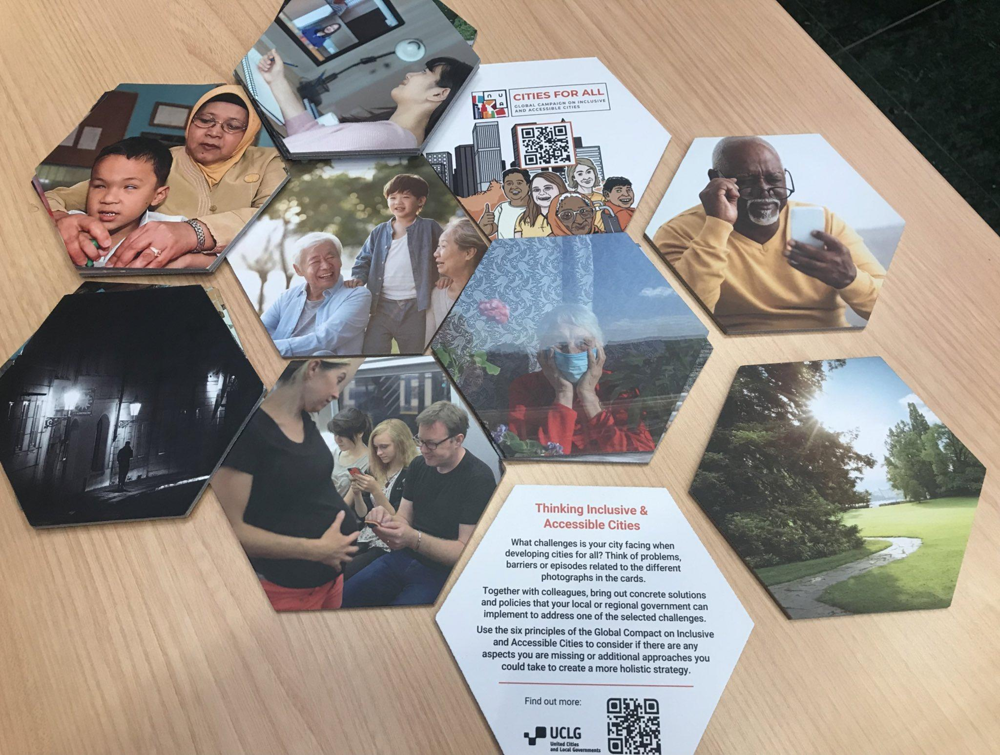 CITIES FOR ALL
GLOBAL CAMPAIGN ON INCLUSIVE
AND ACCESSIBLE CITIES
Thinking Inclusive &
Accessible Cities
What challenges is your city facing when
developing cities for all? Think of problems,
barriers or episodes related to the different
photographs in the cards.
Together with colleagues, bring out concrete solutions
and policies that your local or regional government can
implement to address one of the selected challenges.
Use the six principles of the Global Compact on Inclusive
and Accessible Cities to consider if there are any
aspects you are missing or additional approaches you
could take to create a more holistic strategy.
Find out more:
UCLG
United Cities
and Local Governments